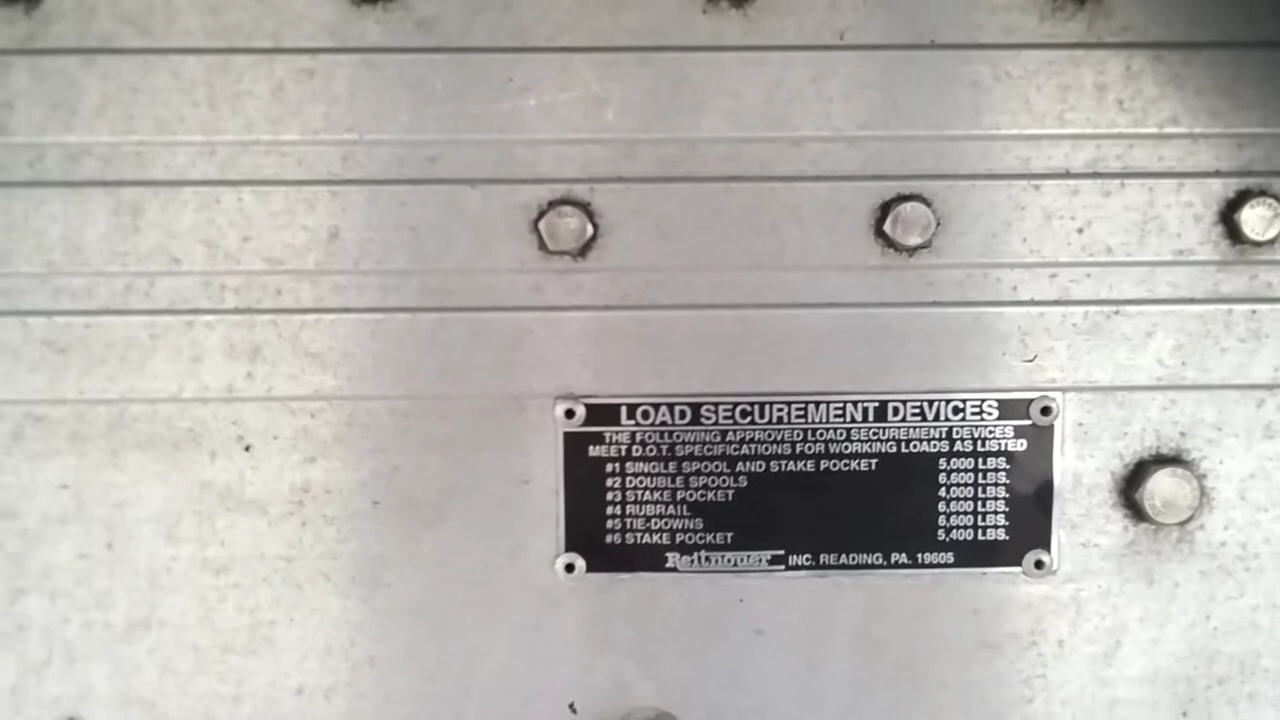 LOAD SECUREMENT DEVICES
THE FOLLOWING APPROVED LOAD SECUREMENT DEVICES
MEET D.O.T. SPECIFICATIONS FOR WORKING LOADS AS LISTED
#1 SINGLE SPOOL AND STAKE POCKET 5,000 LBS.
#2 DOUBLE SPOOLS 6,600 LBS.
#3 STAKE POCKET 4,000 LBS.
#4 RUBRAIL 6,600 LBS.
#5 TIE-DOWNS 6,600 LBS.
#6 STAKE POCKET 5,400 LBS.
Reitnouer INC. READING, PA. 19605